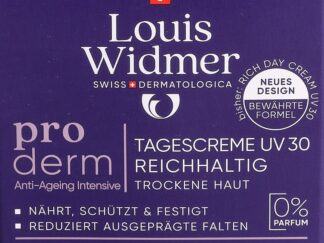 Louis
Widmer
SWISS DERMATOLOGICA
bisher: RICH DAY CREAM UV 30
NEUES
DESIGN
BEWÄHRTE
FORMEL
pro
derm
Anti-Ageing Intensive
TAGESCREME UV 30
REICHHALTIG
TROCKENE HAUT
NÄHRT, SCHÜTZT & FESTIGT
REDUZIERT AUSGEPRÄGTE FALTEN
0%
PARFUM